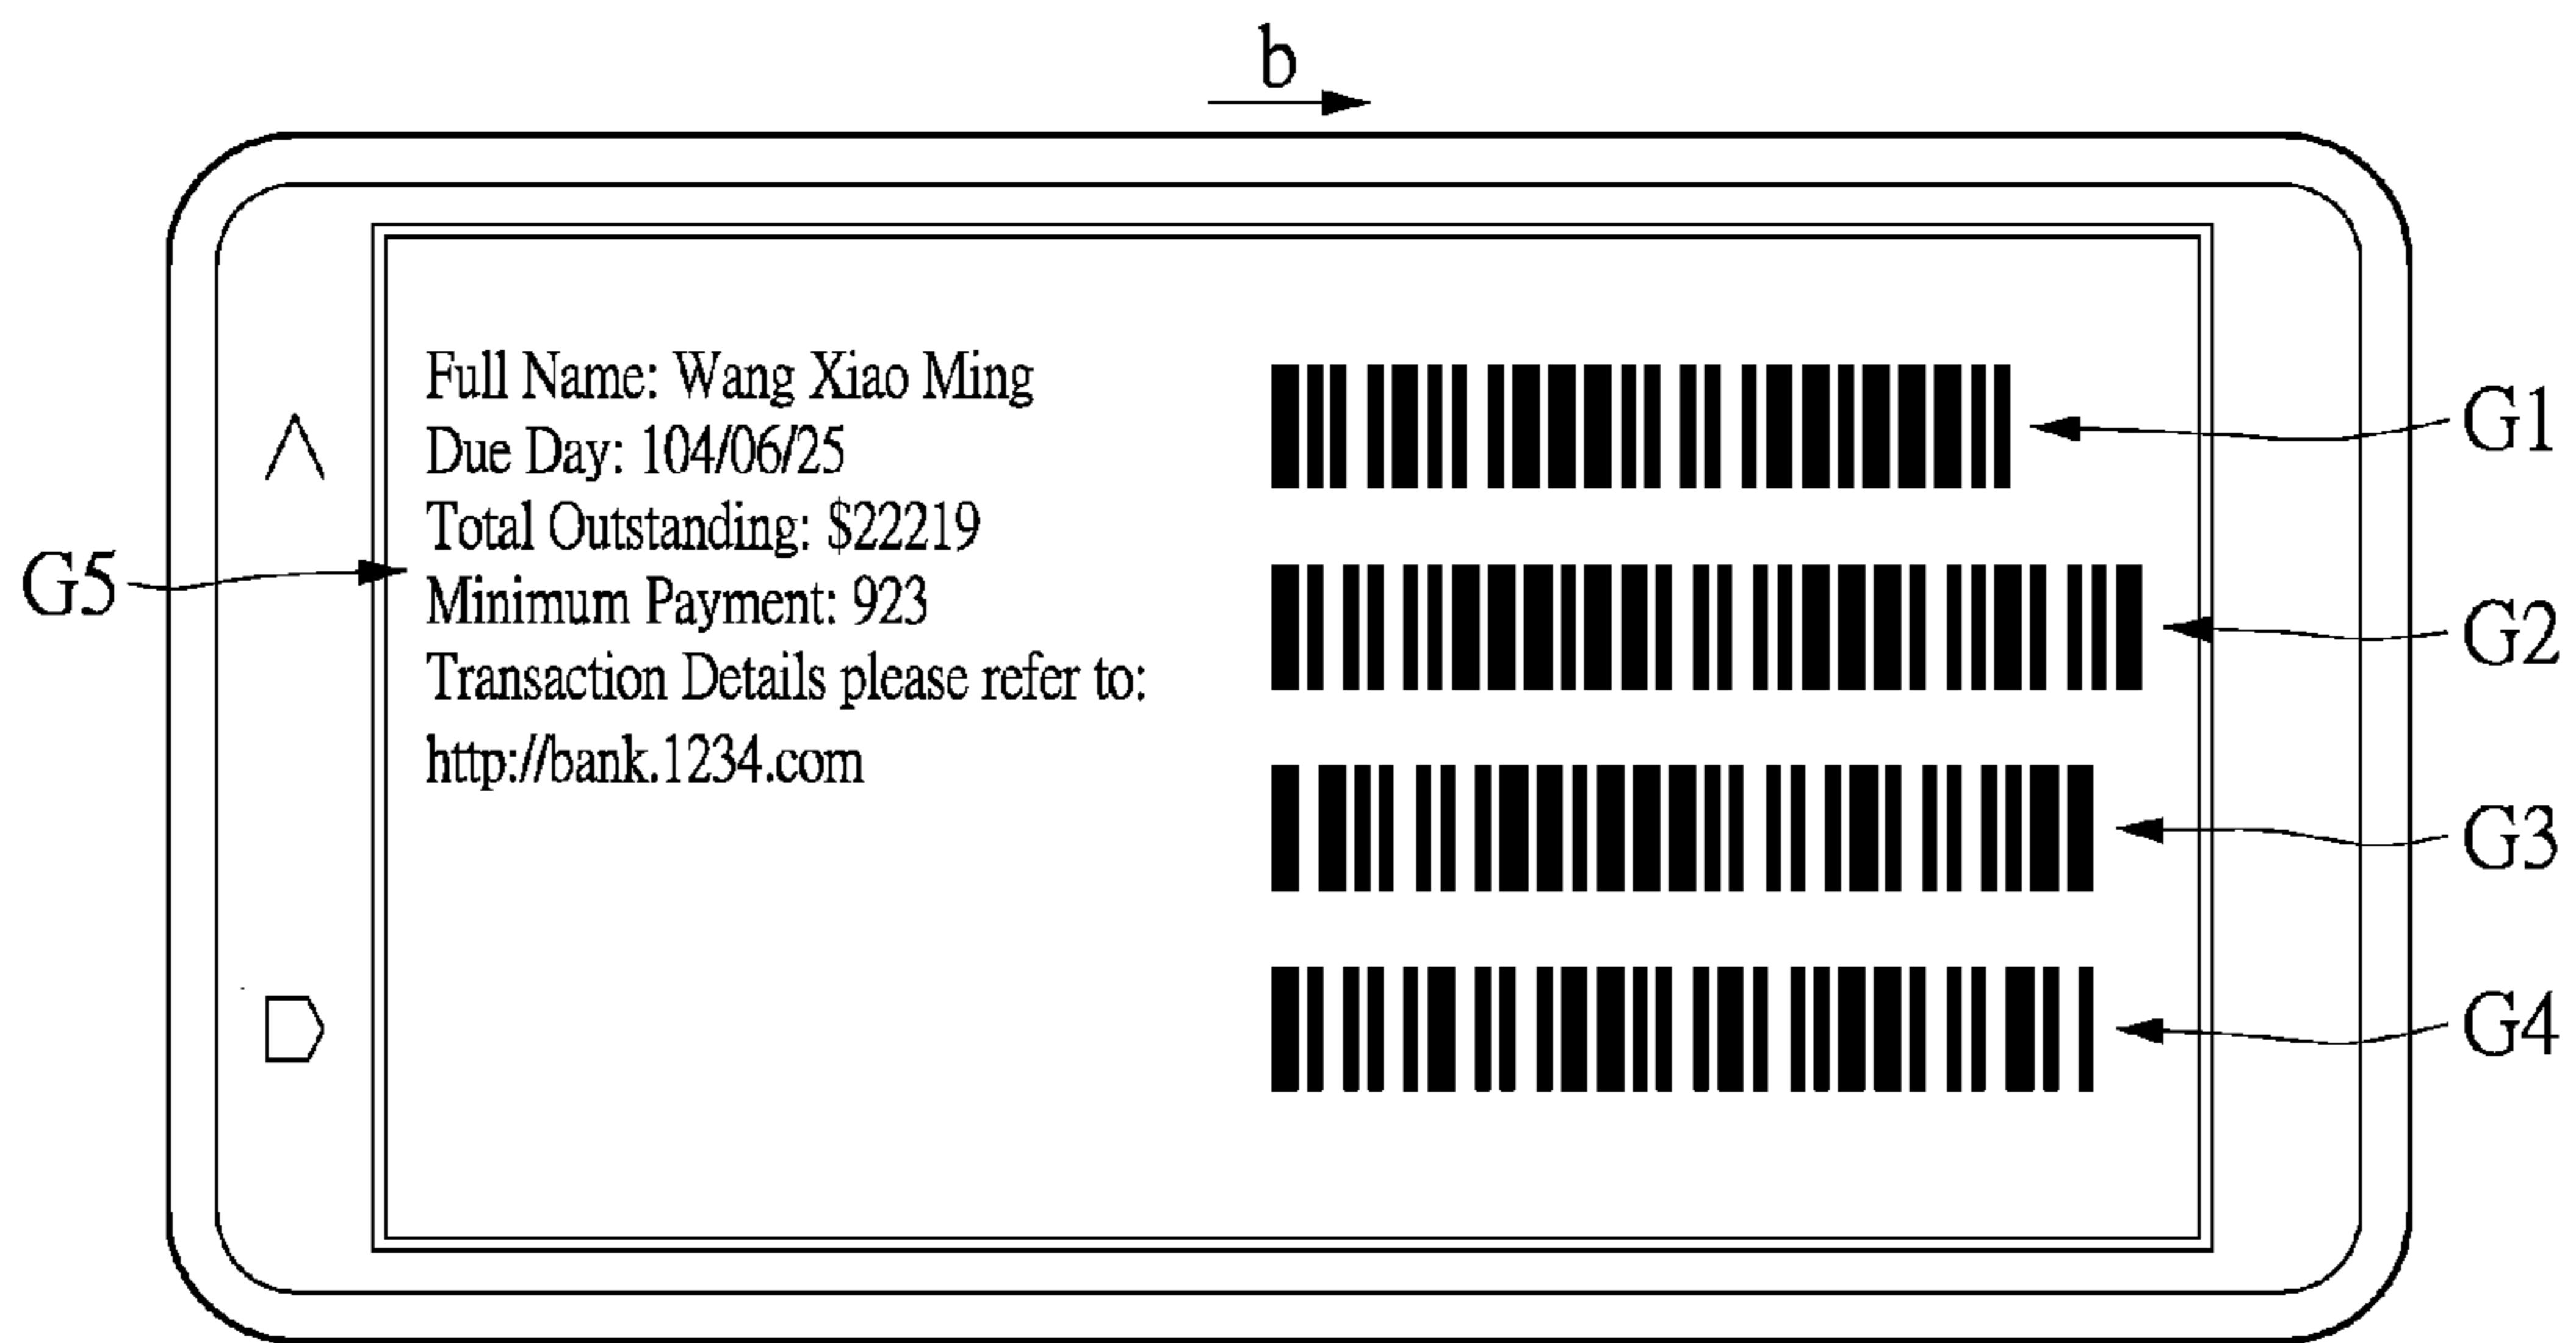 b
Full Name: Wang Xiao Ming
Due Day: 104/06/25
Total Outstanding: $22219
Minimum Payment: 923
Transaction Details please refer to:
http://bank.1234.com
G5
G1
G2
G3
G4